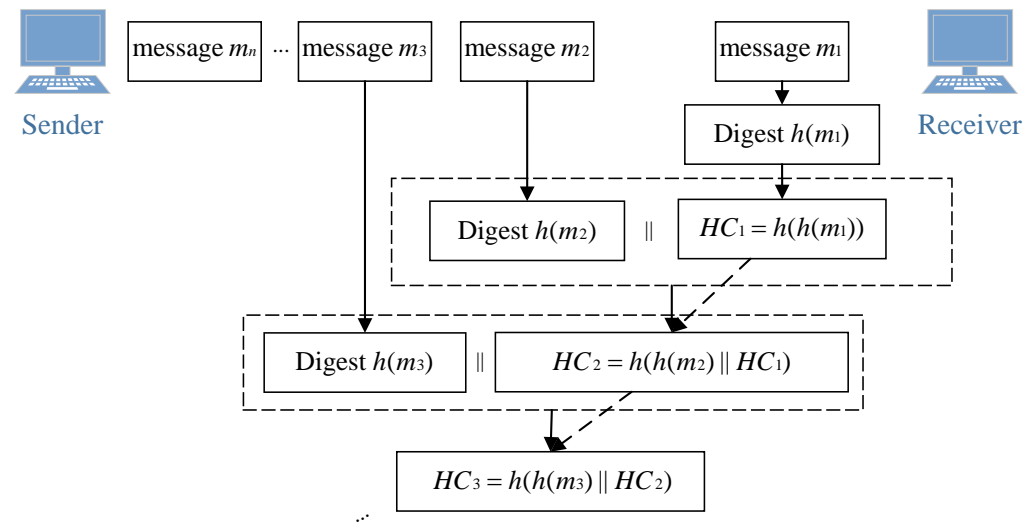 message mn ... message m3 message m2 message m1
Sender Receiver
Digest h(m1)
Digest h(m2) || HC1 = h(h(m1))
Digest h(m3) || HC2 = h(h(m2) || HC1)
HC3 = h(h(m3) || HC2)
...